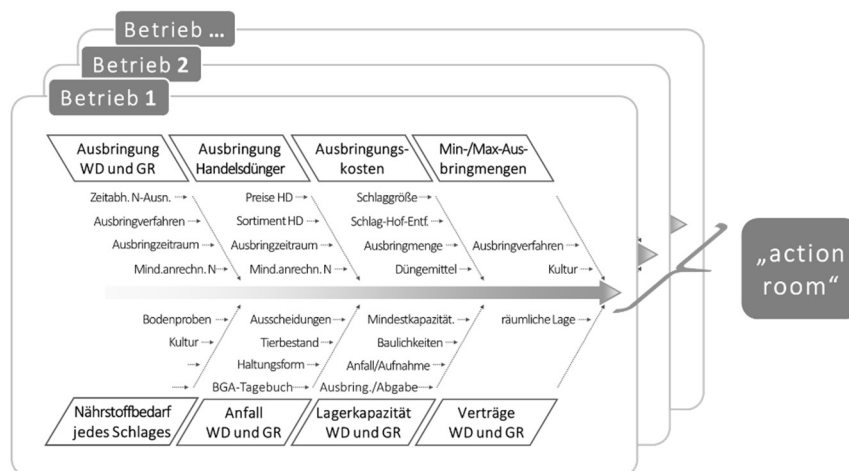 Betrieb ...
Betrieb 2
Betrieb 1
Ausbringung
WD und GR
Ausbringung
Handelsdünger
Ausbringungs-
kosten
Min-/Max-Aus-
bringmengen
Zeitabh. N-Ausn.
Ausbringverfahren
Ausbringzeitraum
Mind.anrechn. N
Preise HD
Sortiment HD
Ausbringzeitraum
Mind.anrechn. N
Schlaggröße
Schlag-Hof-Entf.
Ausbringmenge
Düngemittel
Ausbringverfahren
Kultur
„action
room“
Bodenproben
Kultur
Ausscheidungen
Tierbestand
Haltungsform
BGA-Tagebuch
Mindestkapazität.
Baulichkeiten
Anfall/Aufnahme
Ausbring./Abgabe
räumliche Lage
Nährstoffbedarf
jedes Schlages
Anfall
WD und GR
Lagerkapazität
WD und GR
Verträge
WD und GR